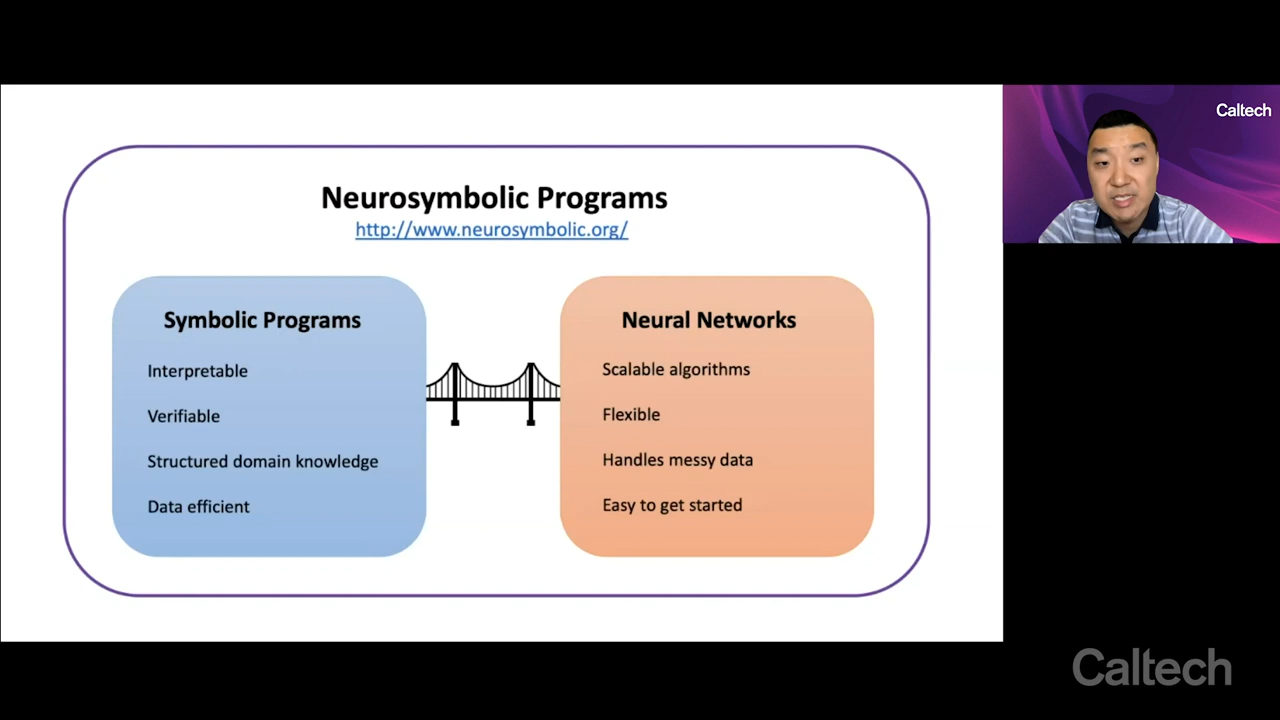 Neurosymbolic Programs
http://www.neurosymbolic.org/
Symbolic Programs
Interpretable
Verifiable
Structured domain knowledge
Data efficient
Neural Networks
Scalable algorithms
Flexible
Handles messy data
Easy to get started
Caltech
Caltech